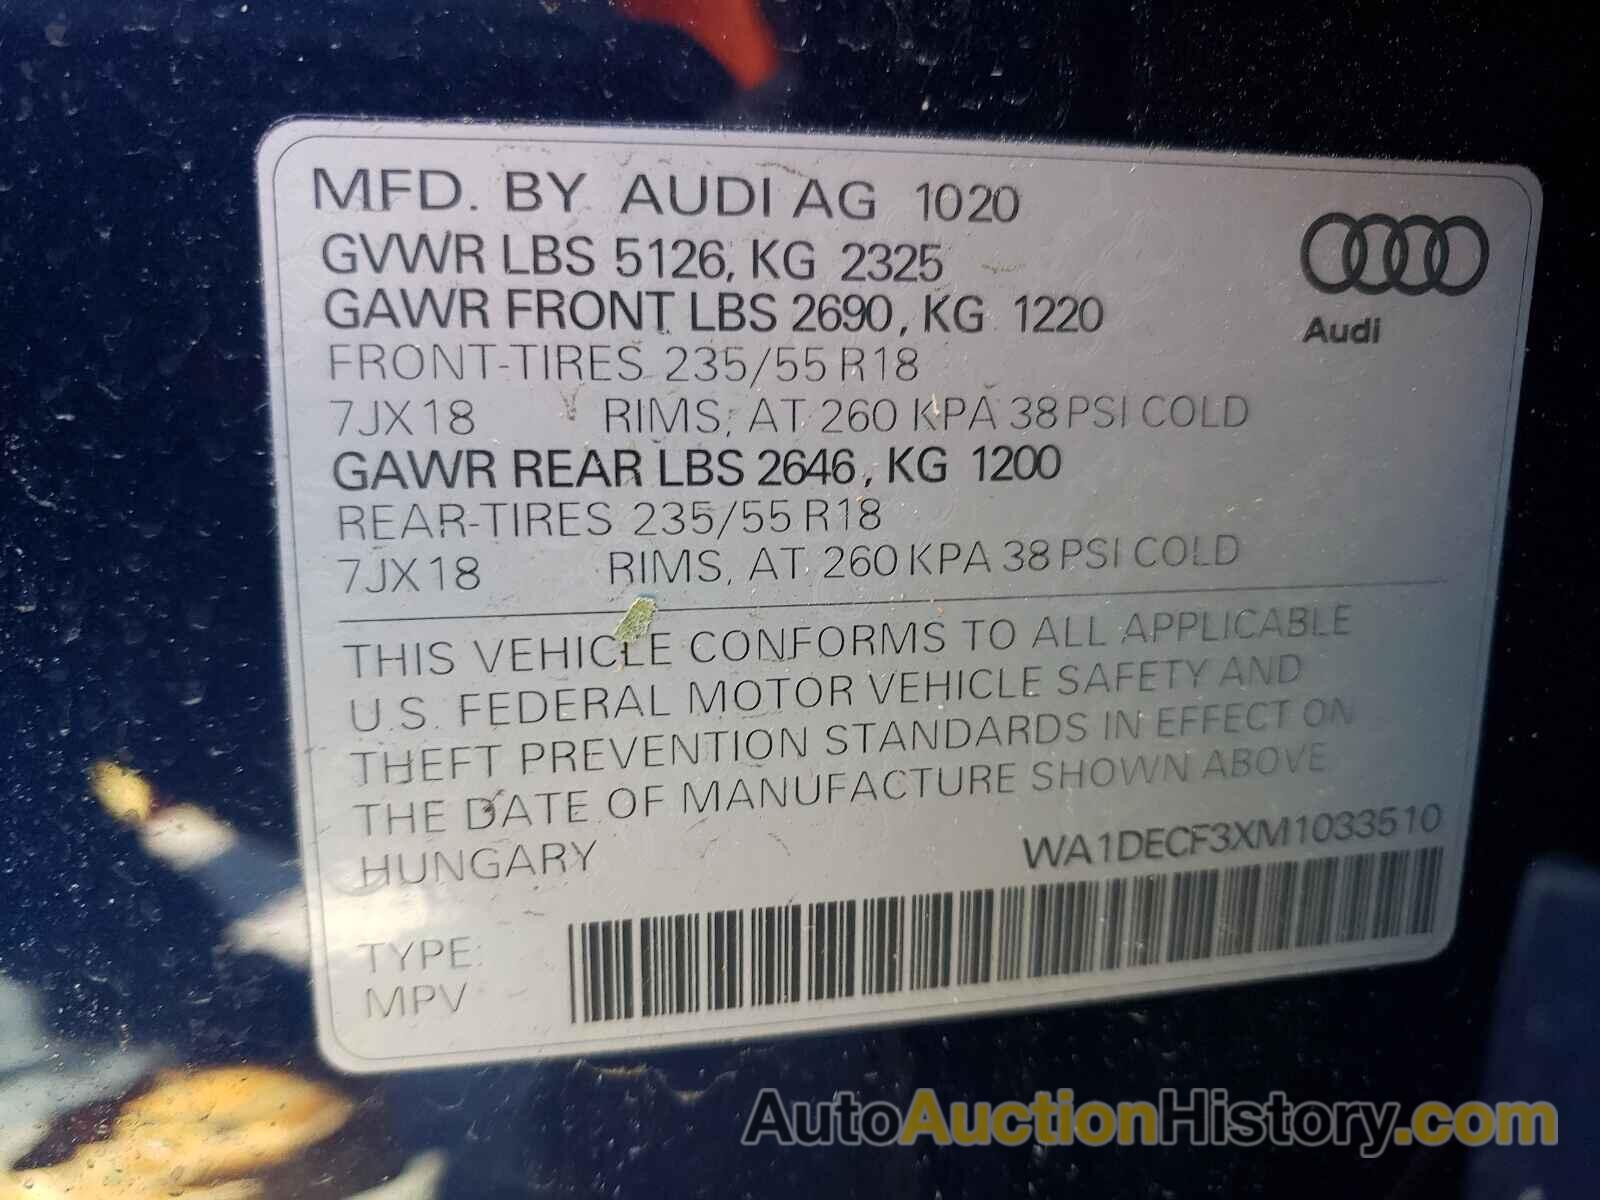 MFD. BY AUDI AG 1020
GVWR LBS 5126, KG 2325
GAWR FRONT LBS 2690, KG 1220
FRONT-TIRES 235/55 R18
7JX18 RIMS, AT 260 KPA 38 PSI COLD
GAWR REAR LBS 2646, KG 1200
REAR-TIRES 235/55 R18
7JX18 RIMS, AT 260 KPA 38 PSI COLD
Audi
THIS VEHICLE CONFORMS TO ALL APPLICABLE
U.S. FEDERAL MOTOR VEHICLE SAFETY AND
THEFT PREVENTION STANDARDS IN EFFECT ON
THE DATE OF MANUFACTURE SHOWN ABOVE
HUNGARY WA1DECF3XM1033510
TYPE:
MPV
AutoAuctionHistory.com